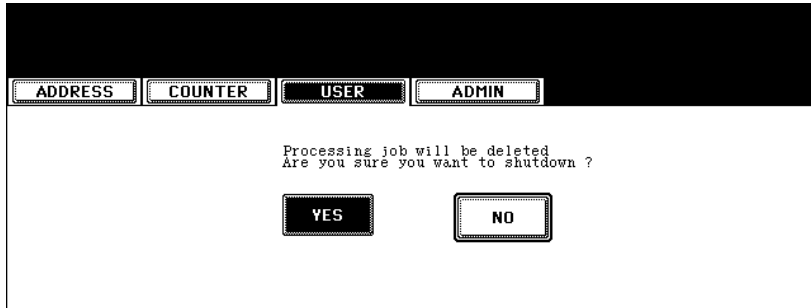 ADDRESS COUNTER USER ADMIN
Processing job will be deleted
Are you sure you want to shutdown ?
YES NO